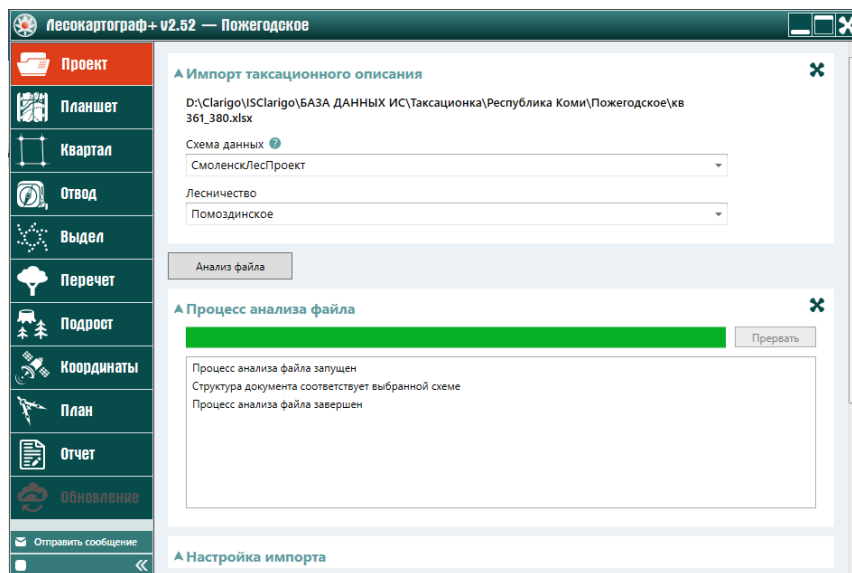 Лесокартограф+ v2.52 — Пожегодское
Проект
Планшет
Квартал
Отвод
Выдел
Перечет
Подрост
Координаты
План
Отчет
Обновление
Отправить сообщение
Импорт таксационного описания
D:\Clarigo\ISClarigo\БАЗА ДАННЫХ ИС\Таксационка\Республика Коми\Пожегодское\кв
361_380.xlsx
Схема данных
СмоленскЛесПроект
Лесничество
Помоздинское
Анализ файла
Процесс анализа файла
Прервать
Процесс анализа файла запущен
Структура документа соответствует выбранной схеме
Процесс анализа файла завершен
Настройка импорта